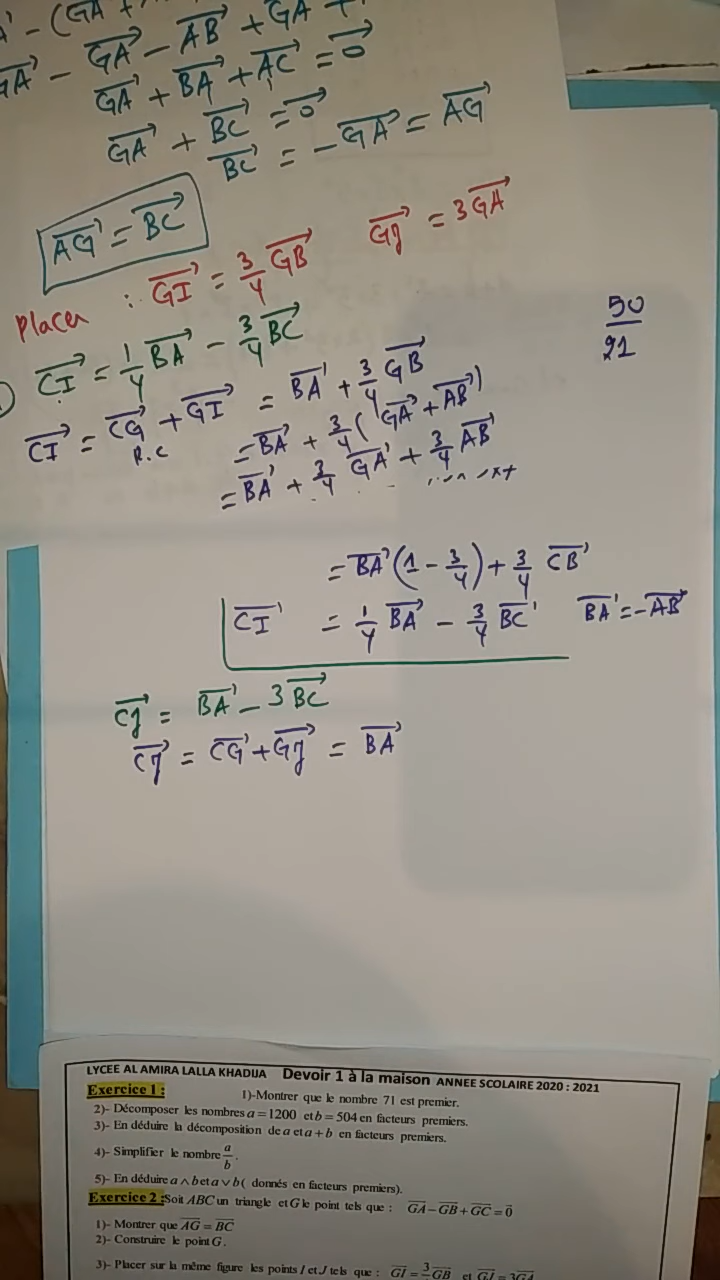 - (GA +
GA - GA - AB + GA +
GA + BA + AC = 0
GA + BC = 0
BC = - GA = AG
AG = BC
Placer : GI = 3/4 GB GJ = 3 GA
CI = 1/4 BA - 3/4 BC
50/21
CI = CG + GI = BA + 3/4 GB
R.C
= BA + 3/4 ( GA + AB )
= BA + 3/4 GA + 3/4 AB
= BA (1 - 3/4) + 3/4 CB
CI = 1/4 BA - 3/4 BC BA = - AB
CJ = BA - 3 BC
CJ = CG + GJ = BA
LYCEE AL AMIRA LALLA KHADIJA Devoir 1 à la maison ANNEE SCOLAIRE 2020 : 2021
Exercice 1 : 1)-Montrer que le nombre 71 est premier.
2)- Décomposer les nombres a = 1200 et b = 504 en facteurs premiers.
3)- En déduire la décomposition de a et a + b en facteurs premiers.
4)- Simplifier le nombre a/b.
5)- En déduire a ∧ b et a ∨ b ( donnés en facteurs premiers).
Exercice 2 :Soit ABC un triangle et G le point tels que : GA - GB + GC = 0
1)- Montrer que AG = BC
2)- Construire le point G.
3)- Placer sur la même figure les points I et J tels que : GI = 3/4 GB et GJ = 3GA